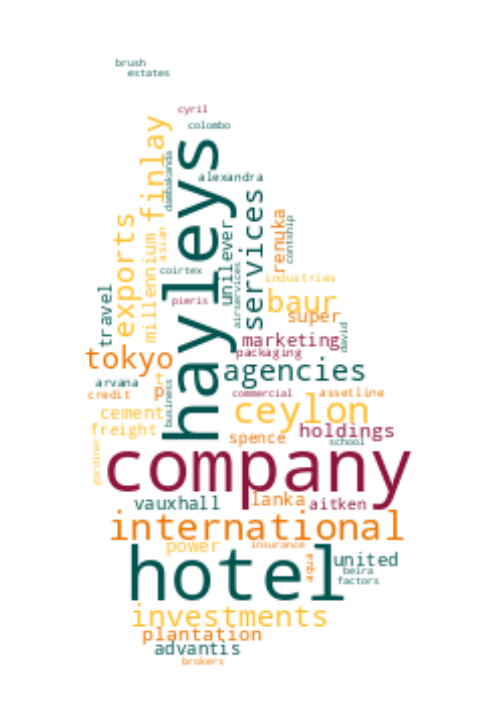 brush
estates
cyril
colombo
finlay
hayleys
dambakanda
alexandra
services
exports
millennium
asian
unilever
renuka
contship
coirtex
airservices
industries
travel
pieris
baur
super
david
marketing
packaging
tokyo
agencies
arvana
credit
p
business
commercial
assetline
cement
ceylon
freight
spence
holdings
school
gardiner
company
vauxhall
lanka
aitken
international
power
insurance
hotel
aqua
united
beira
factors
investments
plantation
advantis
brokers